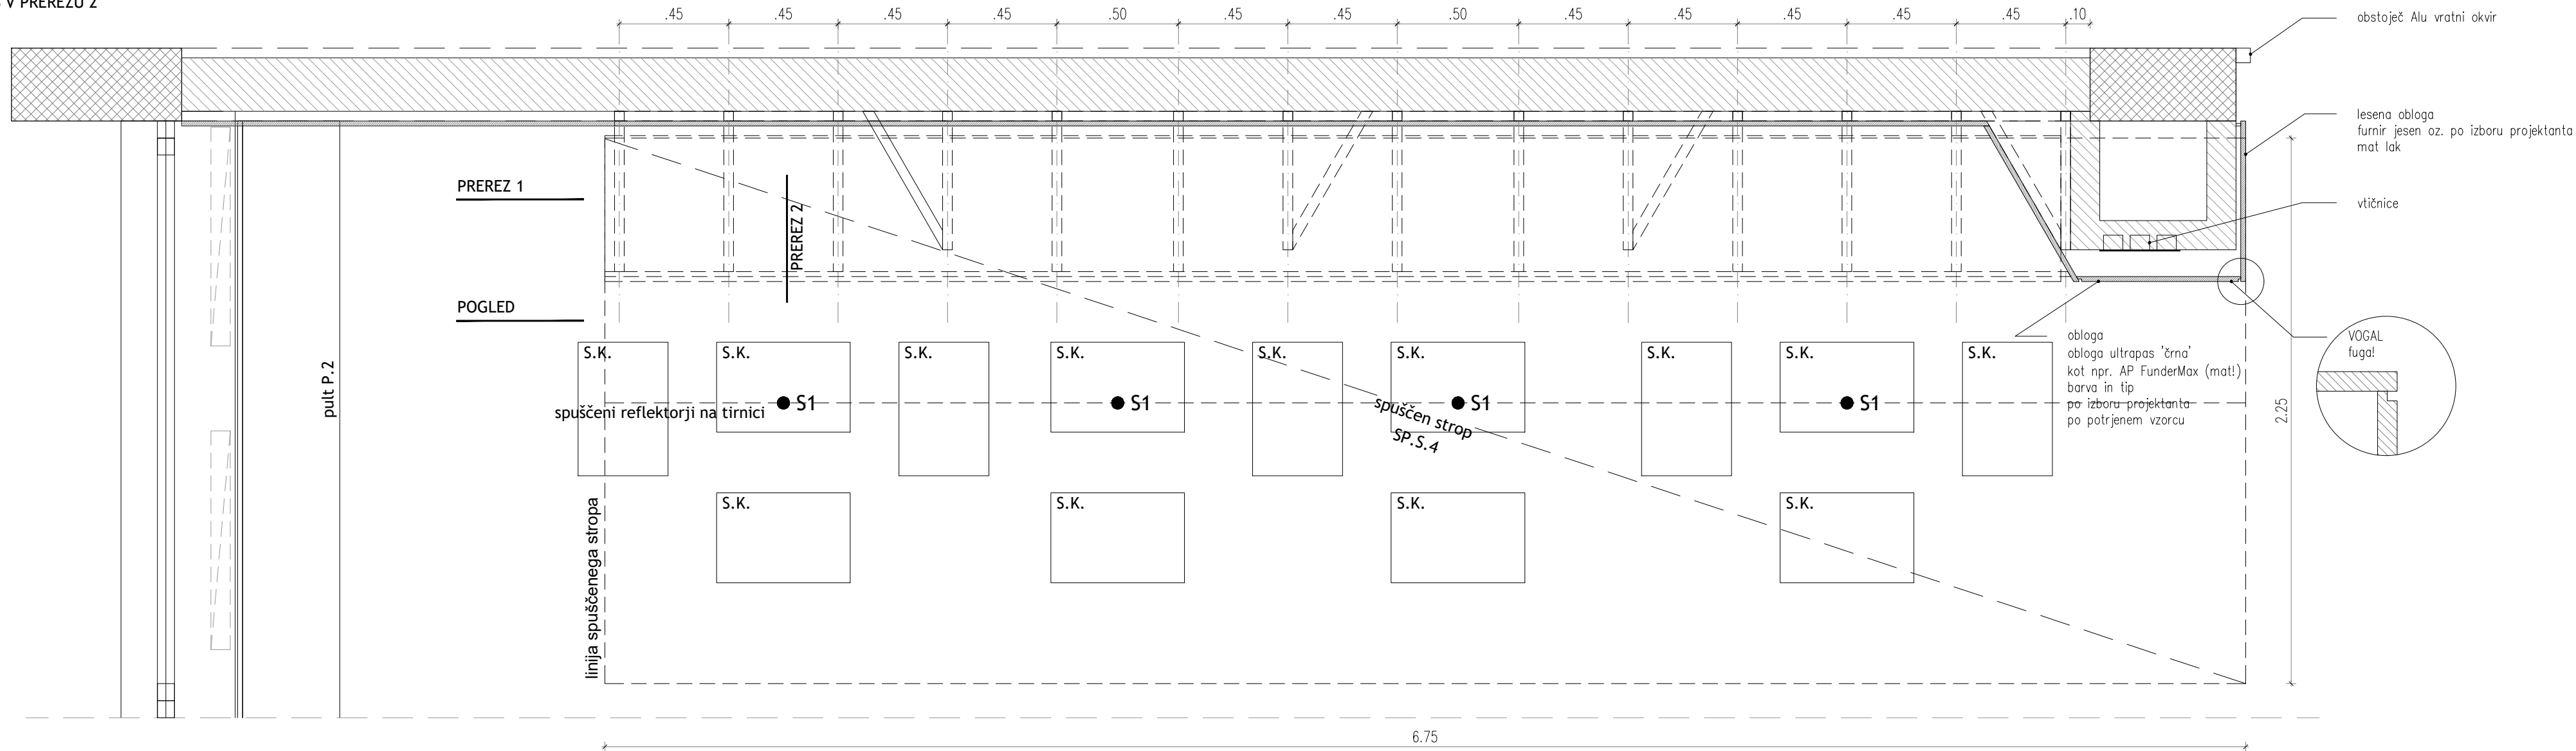 V PREREZU 2
.45 .45 .45 .45 .50 .45 .45 .50 .45 .45 .45 .45 .45 .10
obstoječ Alu vratni okvir
lesena obloga
furnir jesen oz. po izboru projektanta
mat lak
vtičnice
PREREZ 1
PREREZ 2
POGLED
pult P.2
obloga
obloga ultrapas 'črna'
kot npr. AP FunderMax (mat!)
barva in tip
po izboru projektanta
po potrjenem vzorcu
VOGAL
fuga!
S.K. S.K. S.K. S.K. S.K. S.K. S.K. S.K. S.K.
spuščeni reflektorji na tirnici
S1 S1 S1 S1
spuščen strop
SP.S.4
2.25
S.K. S.K. S.K. S.K.
linija spuščenega stropa
6.75